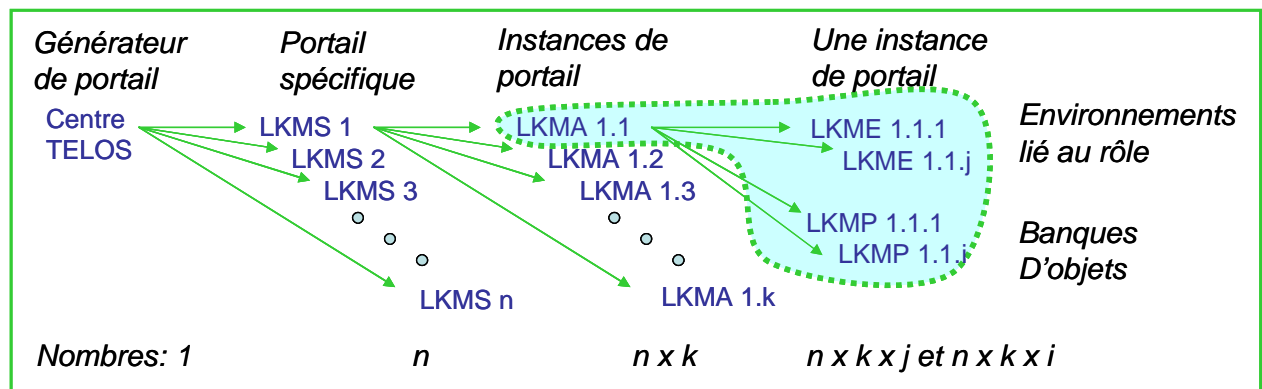 Générateur
de portail
Portail
spécifique
Instances de
portail
Une instance
de portail
Centre
TELOS
LKMS 1
LKMS 2
LKMS 3
LKMS n
LKMA 1.1
LKMA 1.2
LKMA 1.3
LKMA 1.k
LKME 1.1.1
LKME 1.1.j
LKMP 1.1.1
LKMP 1.1.i
Environnements
lié au rôle
Banques
D'objets
Nombres: 1
n
n x k
n x k x j et n x k x i